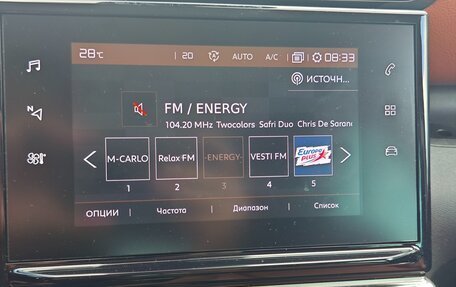 28°C 20 AUTO A/C 08:33
ИСТОЧН...
FM / ENERGY
104.20 MHz Twocolors Safri Duo Chris De Sarand
M-CARLO Relax FM -ENERGY- VESTI FM Europa plus
1 2 3 4 5
ОПЦИИ Частота Диапазон Список
N